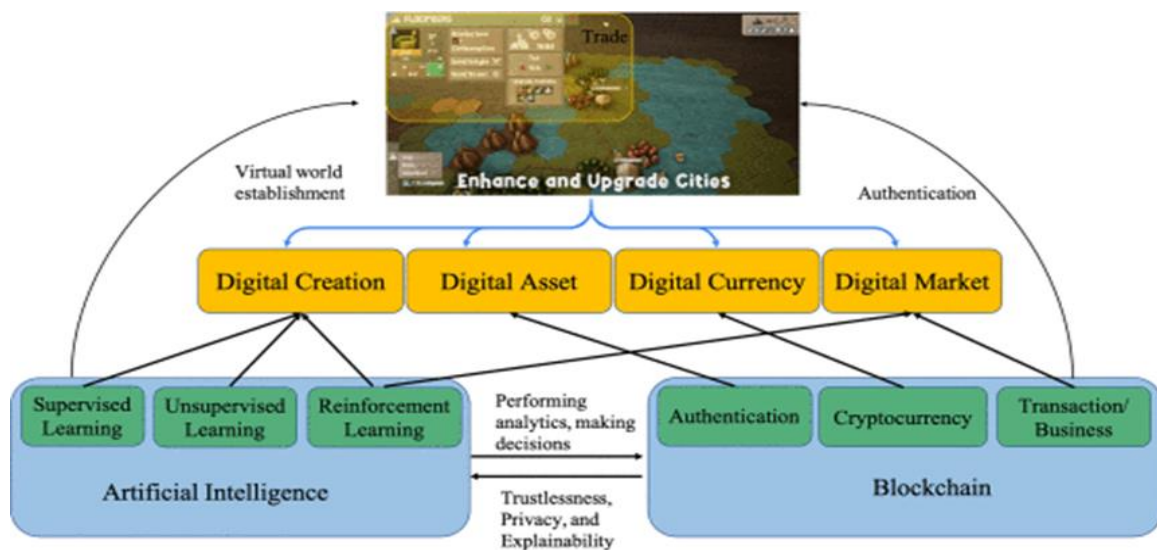 Trade
Enhance and Upgrade Cities
Virtual world
establishment
Authentication
Digital Creation
Digital Asset
Digital Currency
Digital Market
Supervised
Learning
Unsupervised
Learning
Reinforcement
Learning
Artificial Intelligence
Performing
analytics, making
decisions
Trustlessness,
Privacy, and
Explainability
Authentication
Cryptocurrency
Transaction/
Business
Blockchain